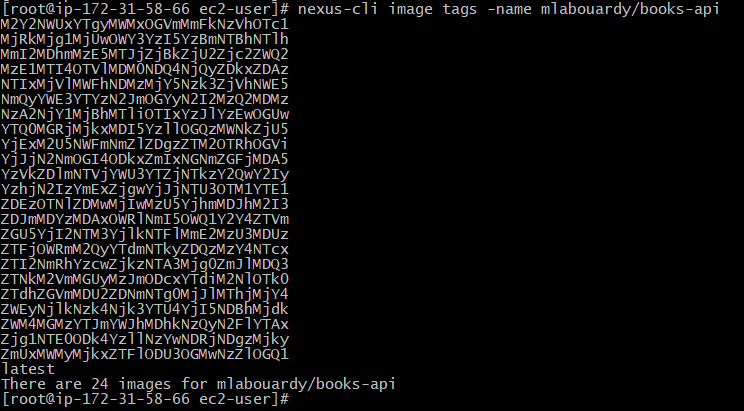 [root@ip-172-31-58-66 ec2-user]# nexus-cli image tags -name mlabouardy/books-api
M2Y2NWUxYTgyMWMxOGVmMmFkNzVhOTc1
MjRkMjg1MjUwOWY3YzI5YzBmNTBhNTlh
MmI2MDhmMzE5MTJjZjBkZjU2Zjc2ZWQ2
MzE1MTI4OTVlMDM0NDQ4NjQyZDkxZDAz
NTIxMjVlMWFhNDMzMjY5Nzk3ZjVhNWE5
NmQyYWE3YTYzN2JmOGYyN2I2MzQ2MDMz
NzA2NjY1MjBhMTliOTIxYzJlYzEwOGUw
YTQ0MGRjMjkxMDI5YzllOGQzMWNkZjU5
YjExM2U5NWFmNmZlZDgzZTM2OTRhOGVi
YjJjN2NmOGI4ODkxZmIxNGNmZGFjMDA5
YzVkZDlmNTVjYWU3YTZjNTkzY2QwY2Iy
YzhjN2IzYmExZjgwYjJjNTU3OTM1YTE1
ZDEzOTNlZDMwMjIwMzU5YjhmMDJhM2I3
ZDJmMDYzMDAxOWRlNmI5OWQ1Y2Y4ZTVm
ZGU5YjI2NTM3YjlkNTFlMmE2MzU3MDUz
ZTFjOWRmM2QyYTdmNTkyZDQzMzY4NTcx
ZTI2NmRhYzcwZjkzNTA3Mjg0ZmJlMDQ3
ZTNkM2VmMGUyMzJmODcxYTdiM2NlOTk0
ZTdhZGVmMDU2ZDNmNTg0MjJlMThjMjY4
ZWEyNjlkNzk4Njk3YTU4YjI5NDBhMjdk
ZWM4MGMzYTJmYWJhMDhkNzQyN2FlYTAx
Zjg1NTE0ODk4YzllNzYwNDRjNDgzMjky
ZmUxMWMyMjkxZTFlODU3OGMwNzZlOGQ1
latest
There are 24 images for mlabouardy/books-api
[root@ip-172-31-58-66 ec2-user]#